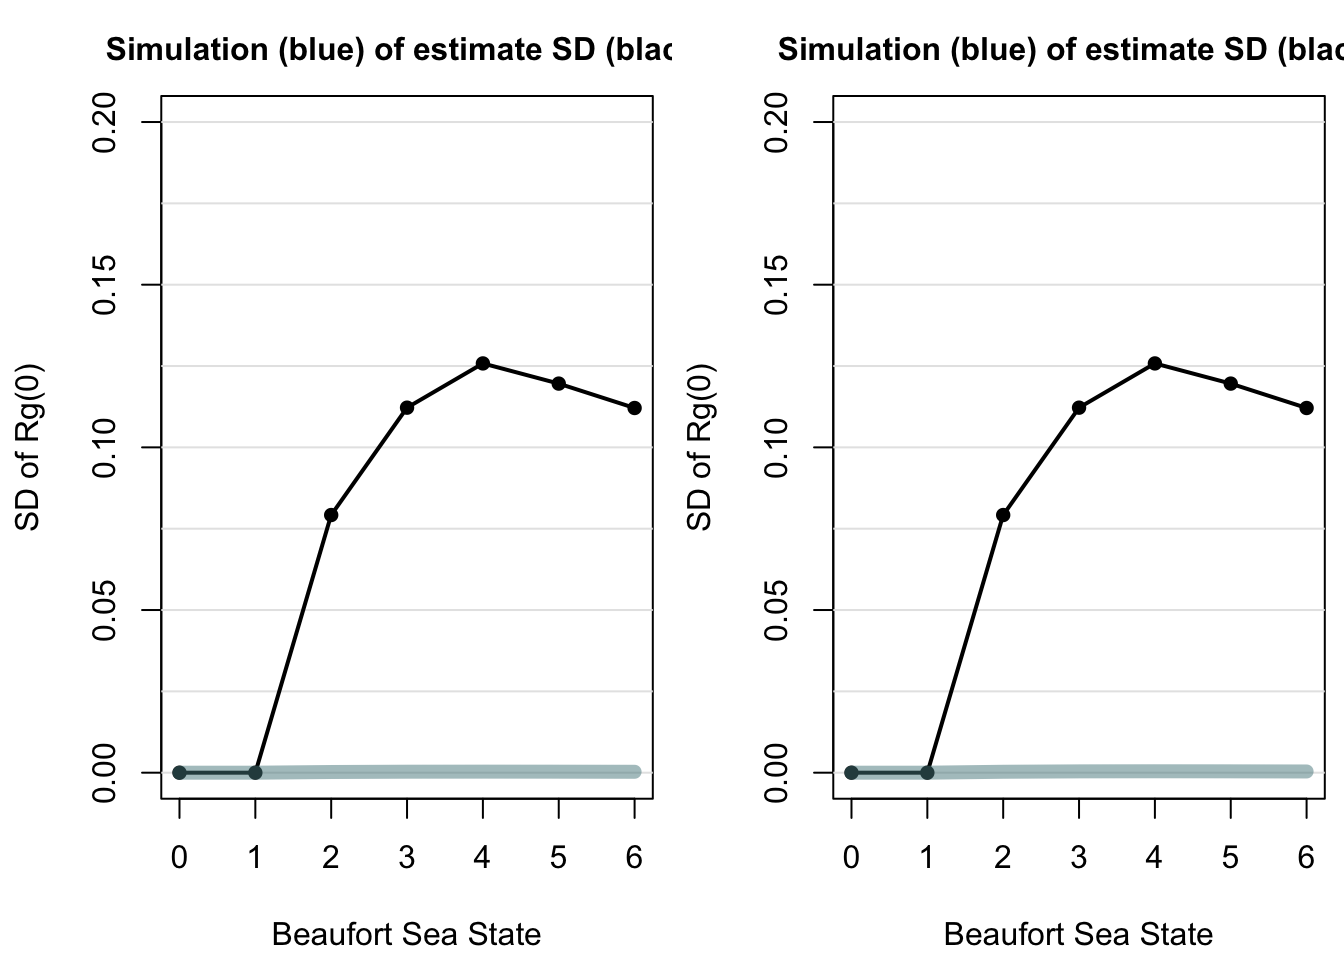 Simulation (blue) of estimate SD (blac
0.20
0.15
0.10
0.05
0.00
SD of Rg(0)
0 1 2 3 4 5 6
Beaufort Sea State
Simulation (blue) of estimate SD (blac
0.20
0.15
0.10
0.05
0.00
SD of Rg(0)
0 1 2 3 4 5 6
Beaufort Sea State